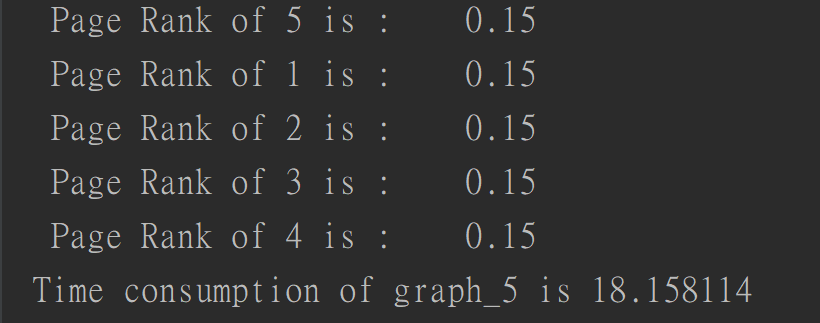 Page Rank of 5 is :    0.15
Page Rank of 1 is :    0.15
Page Rank of 2 is :    0.15
Page Rank of 3 is :    0.15
Page Rank of 4 is :    0.15
Time consumption of graph_5 is 18.158114